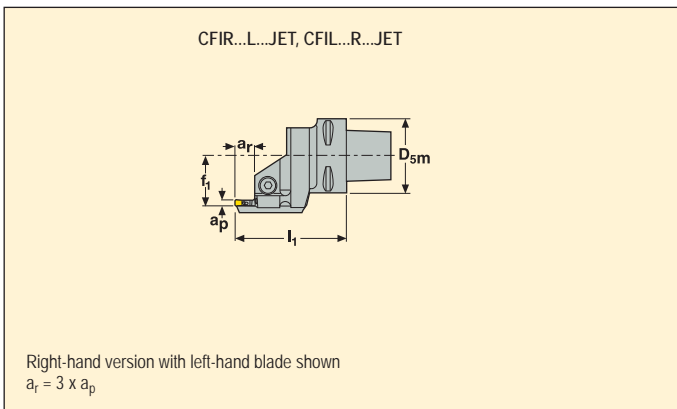 CFIR...L...JET, CFIL...R...JET
aᵣ
D₅ₘ
f₁
aₚ
l₁
Right-hand version with left-hand blade shown
aᵣ = 3 x aₚ